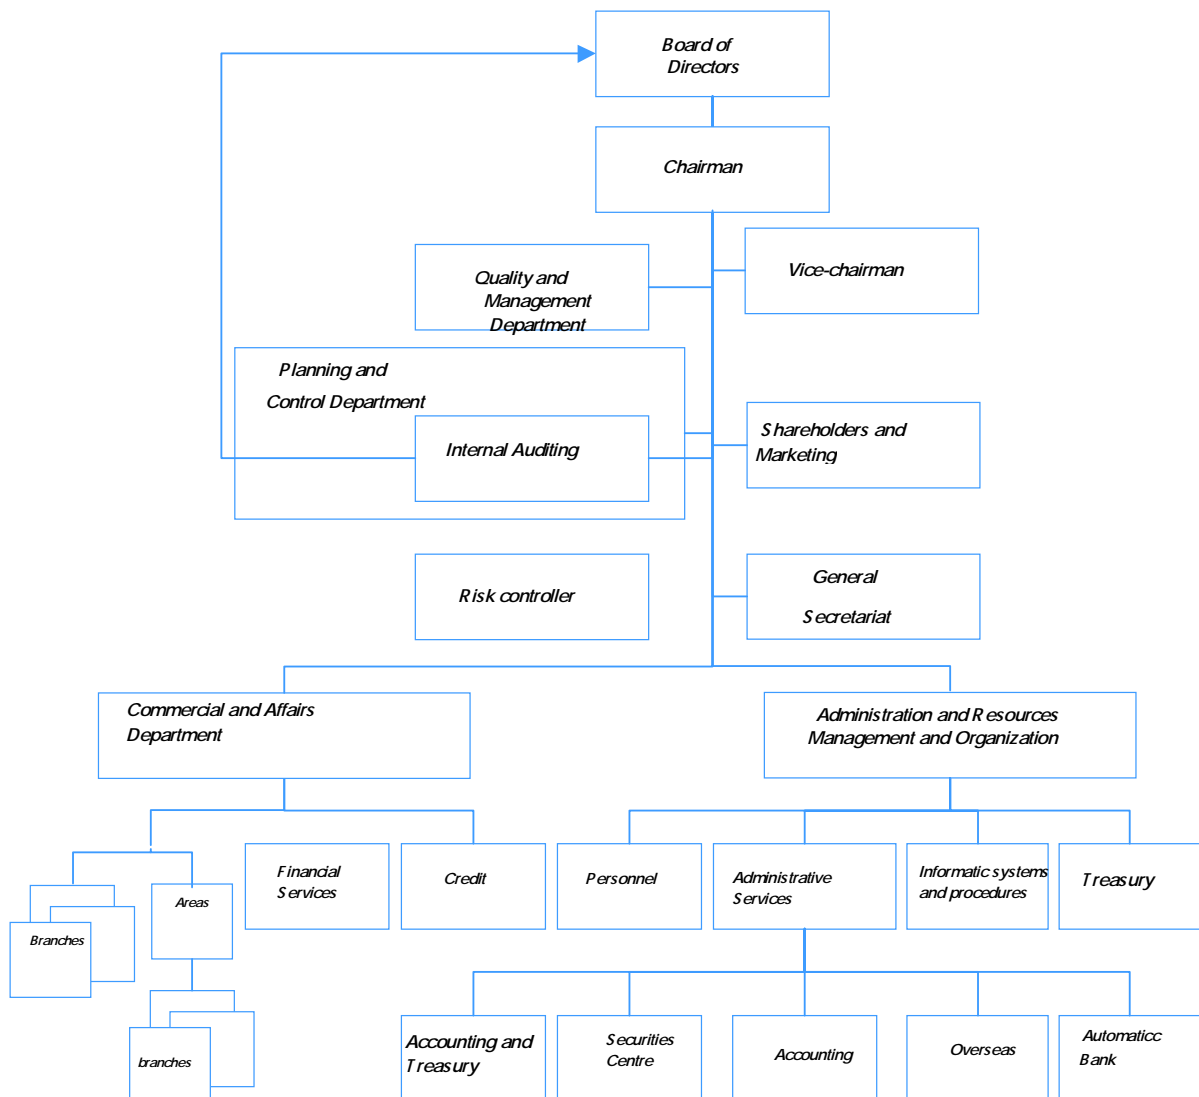 Board of
Directors
Chairman
Quality and
Management
Department
Vice-chairman
Planning and
Control Department
Internal Auditing
Shareholders and
Marketing
Risk controller
General
Secretariat
Commercial and Affairs
Department
Administration and Resources
Management and Organization
Branches
Areas
branches
Financial
Services
Credit
Personnel
Administrative
Services
Informatic systems
and procedures
Treasury
Accounting and
Treasury
Securities
Centre
Accounting
Overseas
Automaticc
Bank